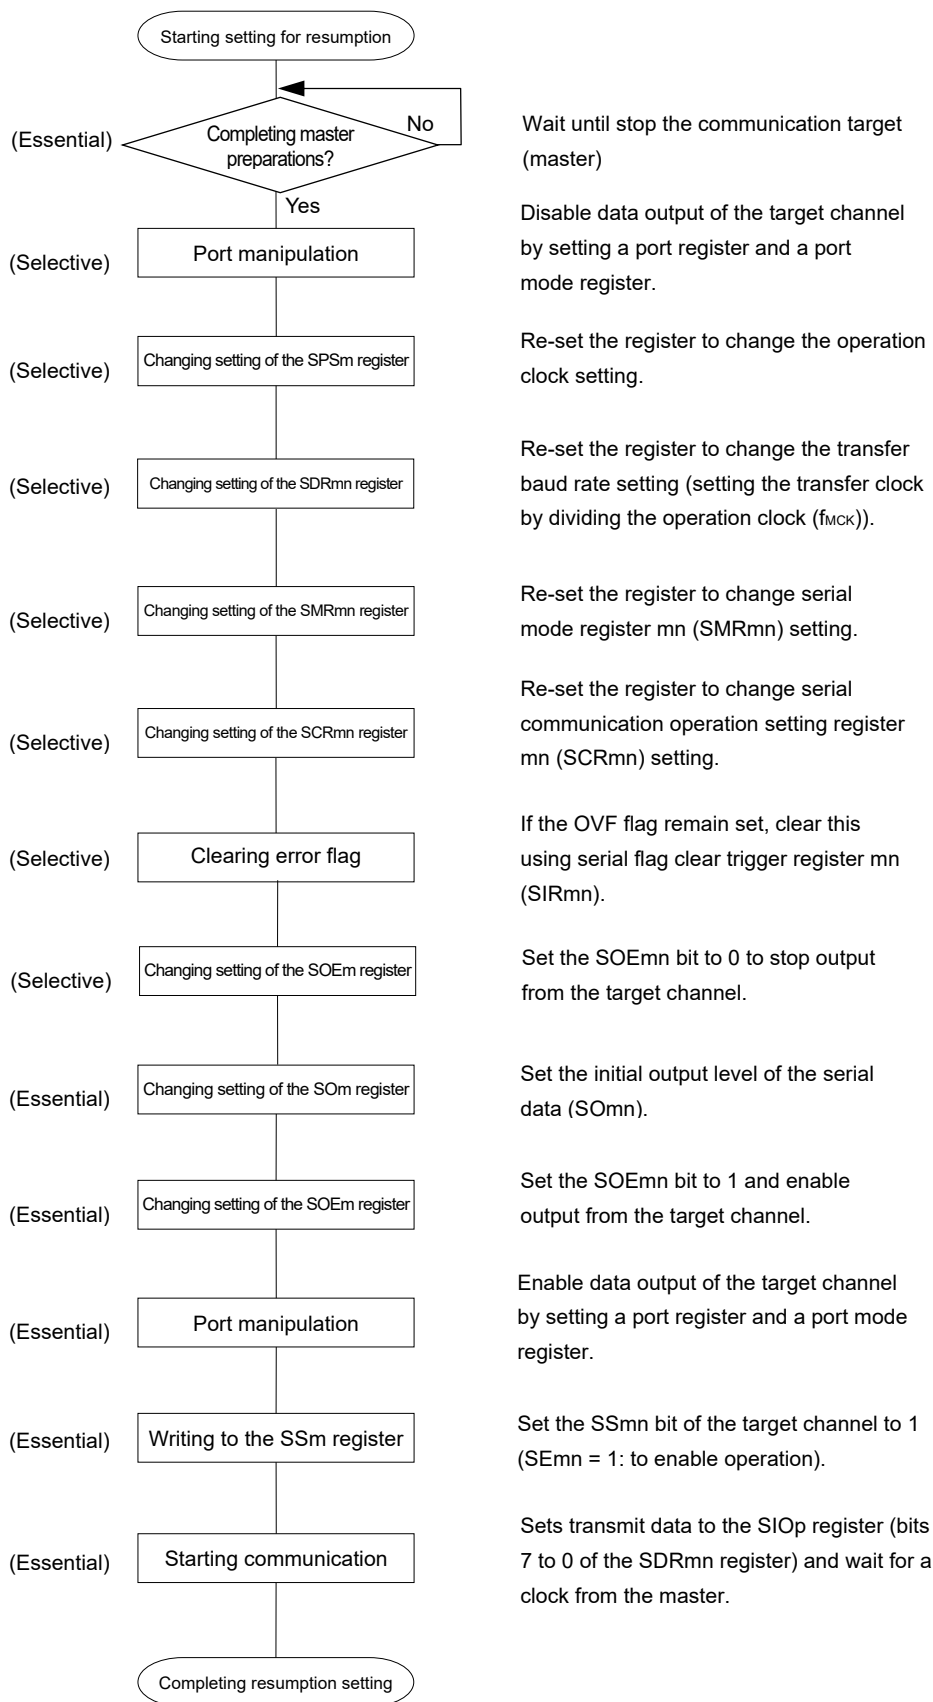 Starting setting for resumption
(Essential)
Completing master
preparations?
No
Yes
Wait until stop the communication target
(master)
(Selective)
Port manipulation
Disable data output of the target channel
by setting a port register and a port
mode register.
(Selective)
Changing setting of the SPSm register
Re-set the register to change the operation
clock setting.
(Selective)
Changing setting of the SDRmn register
Re-set the register to change the transfer
baud rate setting (setting the transfer clock
by dividing the operation clock (fMCK)).
(Selective)
Changing setting of the SMRmn register
Re-set the register to change serial
mode register mn (SMRmn) setting.
(Selective)
Changing setting of the SCRmn register
Re-set the register to change serial
communication operation setting register
mn (SCRmn) setting.
(Selective)
Clearing error flag
If the OVF flag remain set, clear this
using serial flag clear trigger register mn
(SIRmn).
(Selective)
Changing setting of the SOEm register
Set the SOEmn bit to 0 to stop output
from the target channel.
(Essential)
Changing setting of the SOm register
Set the initial output level of the serial
data (SOmn).
(Essential)
Changing setting of the SOEm register
Set the SOEmn bit to 1 and enable
output from the target channel.
(Essential)
Port manipulation
Enable data output of the target channel
by setting a port register and a port mode
register.
(Essential)
Writing to the SSm register
Set the SSmn bit of the target channel to 1
(SEmn = 1: to enable operation).
(Essential)
Starting communication
Sets transmit data to the SIOp register (bits
7 to 0 of the SDRmn register) and wait for a
clock from the master.
Completing resumption setting